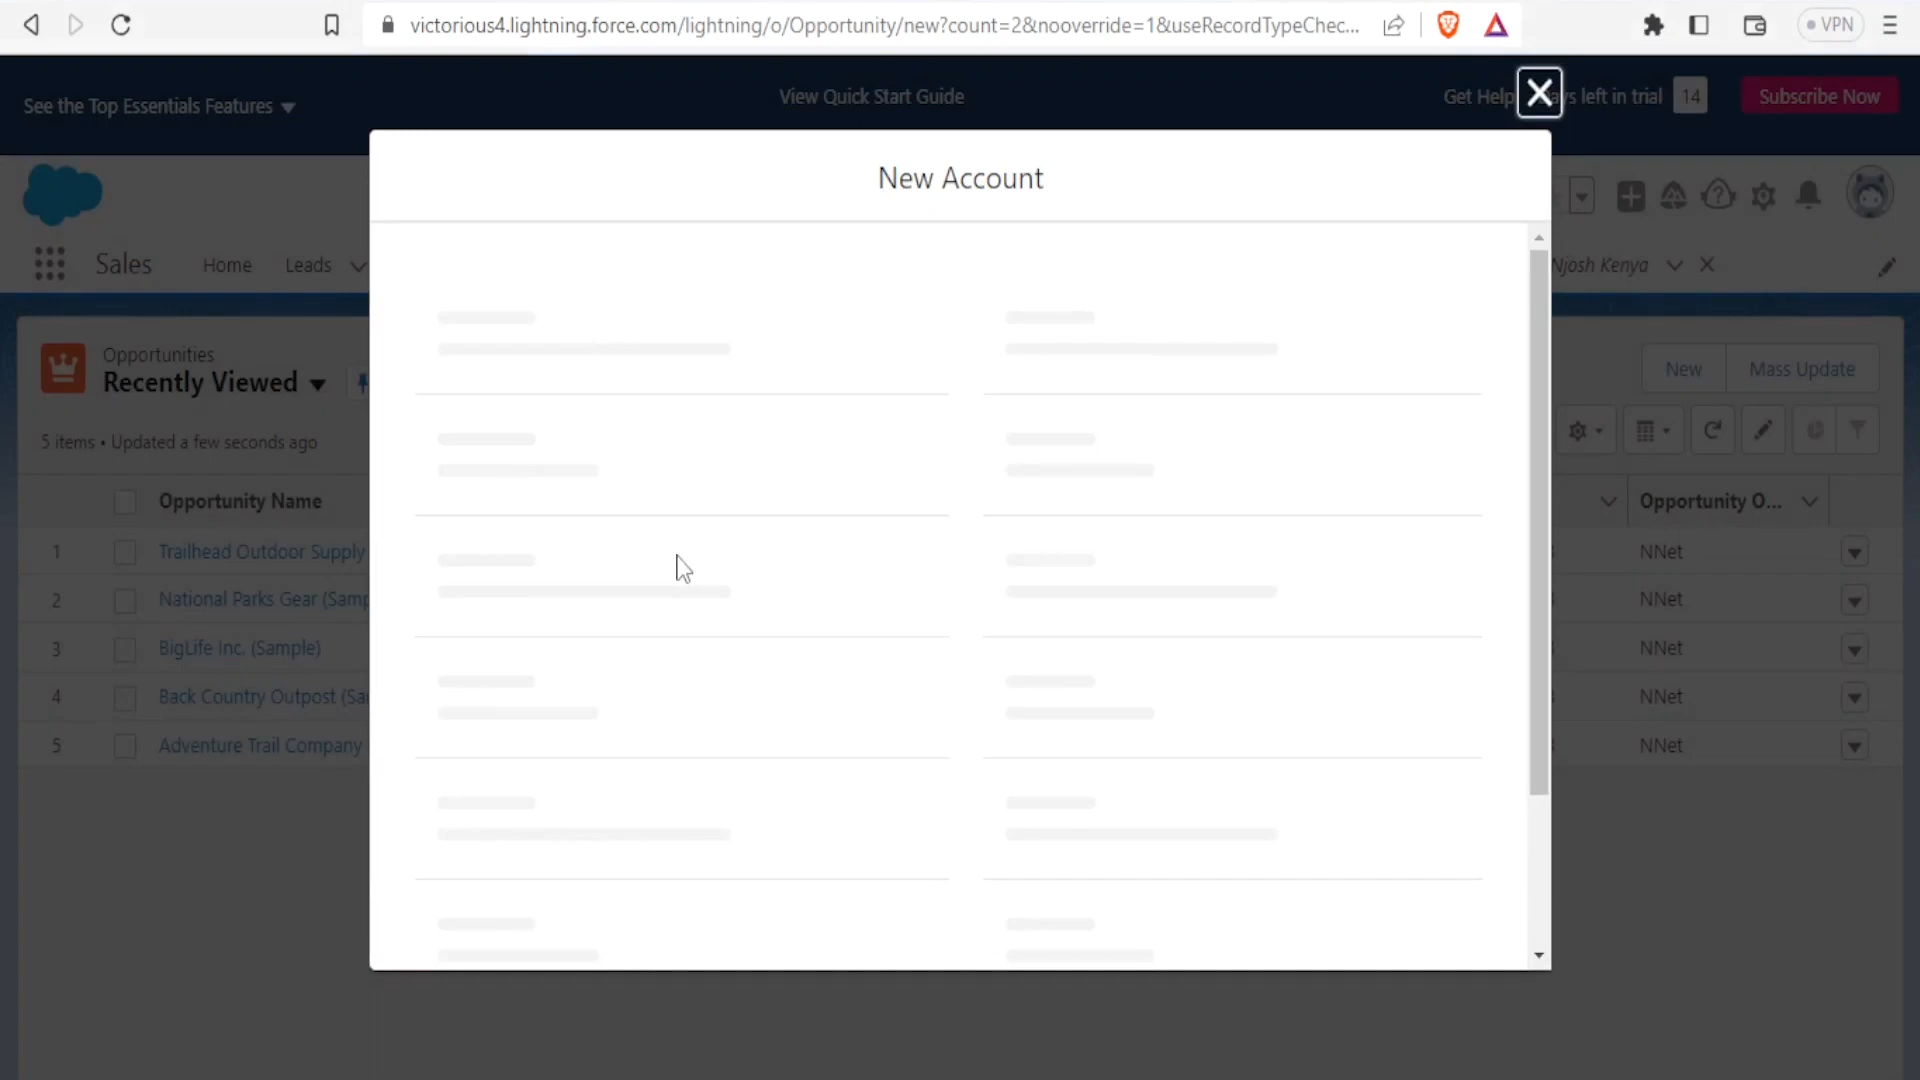 victorious4.lightning.force.com/lightning/o/Opportunity/new?count=2&nooverride=1&useRecordTypeChec...
VPN
See the Top Essentials Features
View Quick Start Guide
Get Help
left in trial
14
Subscribe Now
New Account
Sales
Home
Leads
Njosh Kenya
Opportunities
Recently Viewed
New
Mass Update
5 items • Updated a few seconds ago
Opportunity Name
Opportunity O...
1
Trailhead Outdoor Supply
NNet
2
National Parks Gear
NNet
3
BigLife Inc. (Sample)
NNet
4
Back Country Outpost
NNet
5
Adventure Trail Company
NNet